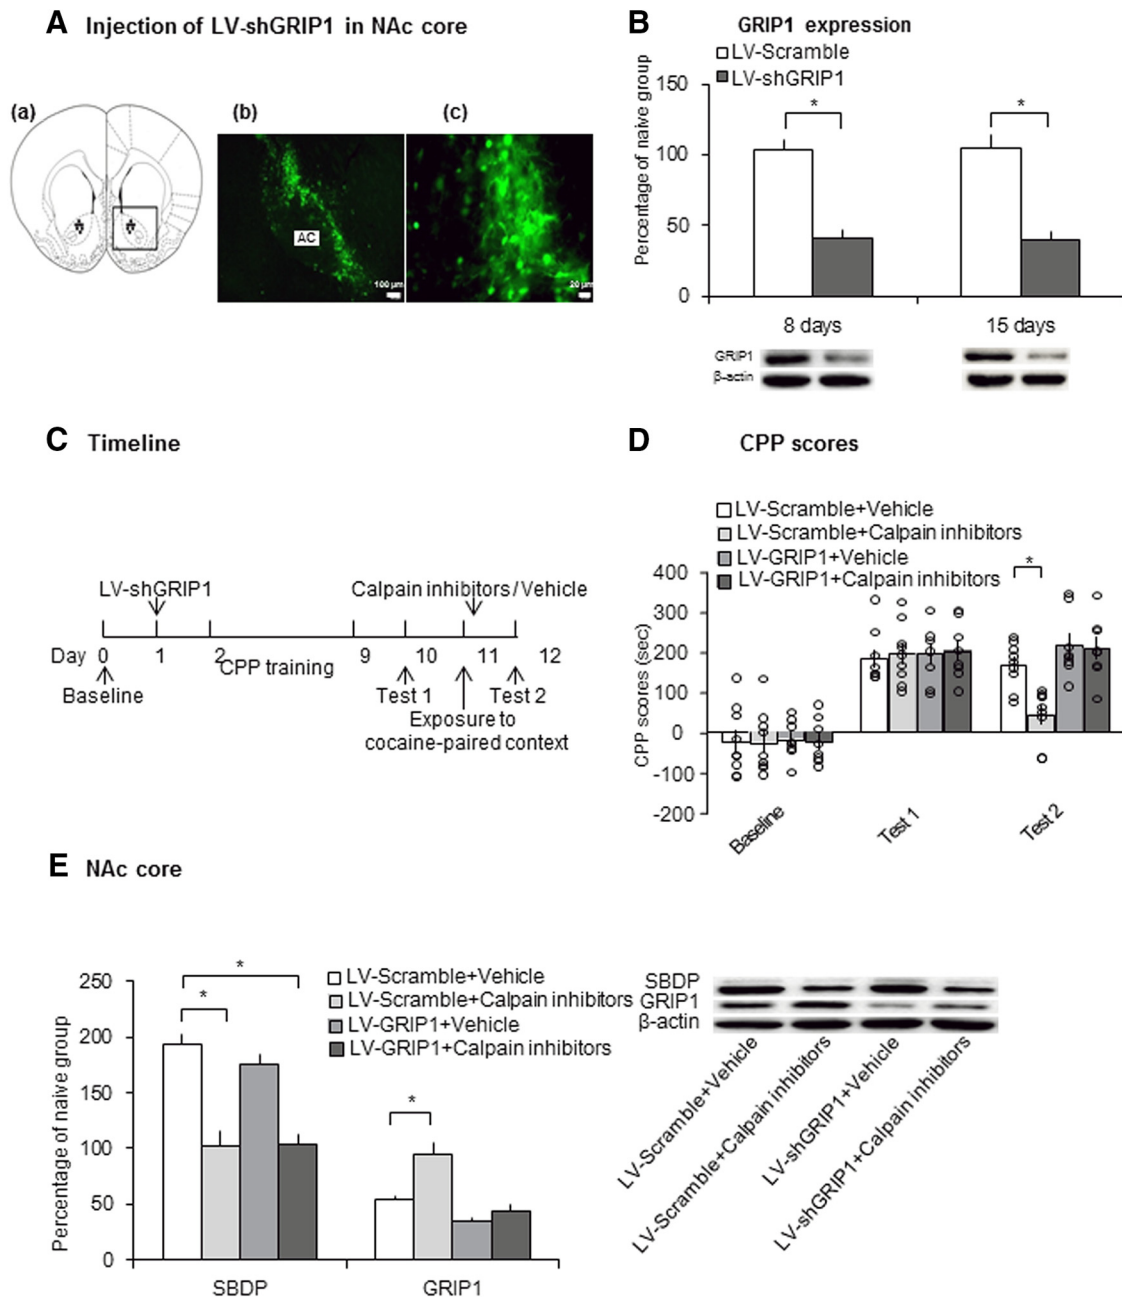 A Injection of LV-shGRIP1 in NAc core
(a)
(b)
(c)
AC
100 µm
20 µm
B GRIP1 expression
LV-Scramble
LV-shGRIP1
Percentage of naive group
150
100
50
0
*
*
8 days
15 days
GRIP1
β-actin
C Timeline
LV-shGRIP1
Calpain inhibitors / Vehicle
Day 0 1 2 9 10 11 12
CPP training
Baseline
Test 1
Test 2
Exposure to
cocaine-paired context
D CPP scores
LV-Scramble+Vehicle
LV-Scramble+Calpain inhibitors
LV-GRIP1+Vehicle
LV-GRIP1+Calpain inhibitors
CPP scores (sec)
400
300
200
100
0
-100
-200
*
Baseline
Test 1
Test 2
E NAc core
Percentage of naive group
250
200
150
100
50
0
*
*
*
SBDP
GRIP1
LV-Scramble+Vehicle
LV-Scramble+Calpain inhibitors
LV-GRIP1+Vehicle
LV-GRIP1+Calpain inhibitors
SBDP
GRIP1
β-actin
LV-Scramble+Vehicle
LV-Scramble+Calpain inhibitors
LV-shGRIP1+Vehicle
LV-shGRIP1+Calpain inhibitors